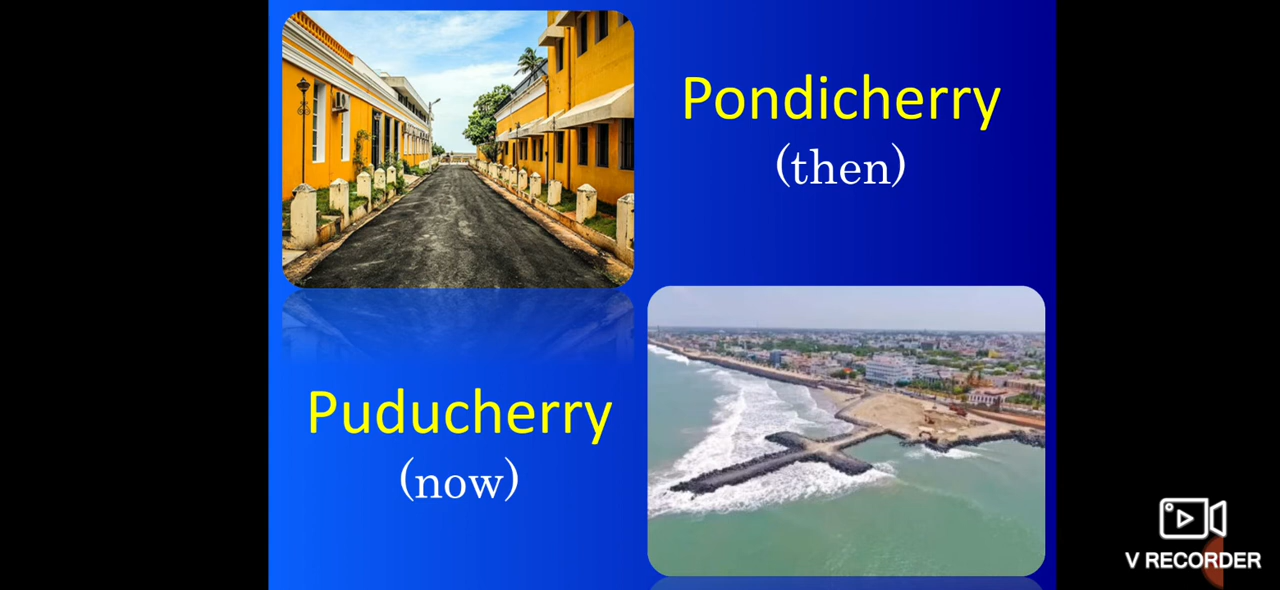 Pondicherry
(then)
Puducherry
(now)
V RECORDER